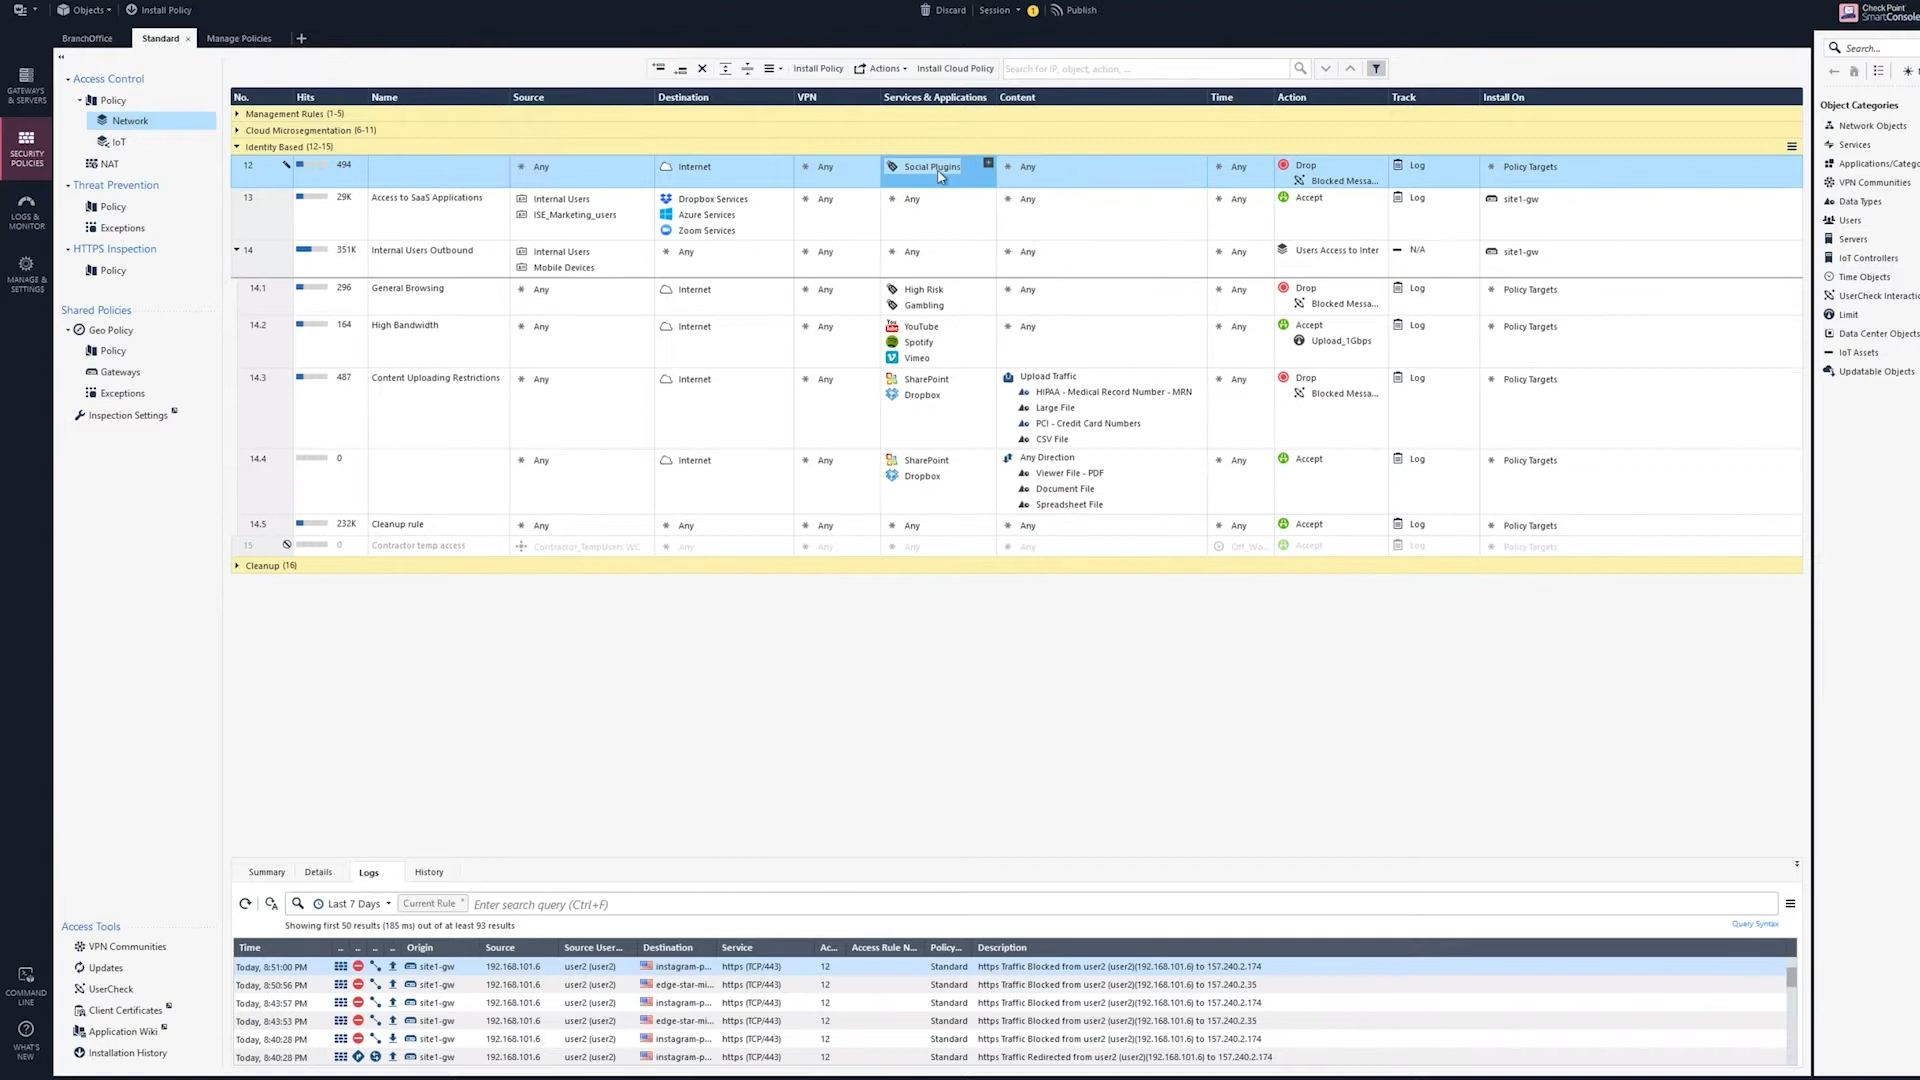 Objects
Install Policy
Discard
Session
1
Publish
Check Point
SmartConsole
BranchOffice
Standard
Manage Policies
Search...
GATEWAYS
& SERVERS
SECURITY
POLICIES
LOGS &
MONITOR
MANAGE &
SETTINGS
COMMAND
LINE
WHAT'S
NEW
Access Control
Policy
Network
IoT
NAT
Threat Prevention
Policy
Exceptions
HTTPS Inspection
Policy
Shared Policies
Geo Policy
Policy
Gateways
Exceptions
Inspection Settings
Access Tools
VPN Communities
Updates
UserCheck
Client Certificates
Application Wiki
Installation History
Install Policy Actions Install Cloud Policy Search for IP, object, action, ...
No. Hits Name Source Destination VPN Services & Applications Content Time Action Track Install On
Management Rules (1-5)
Cloud Microsegmentation (6-11)
Identity Based (12-15)
12 494 * Any Internet * Any Social Plugins * Any * Any Drop Log * Policy Targets
Blocked Messa...
13 29K Access to SaaS Applications Internal Users Dropbox Services * Any * Any * Any * Any Accept Log site1-gw
ISE_Marketing_users Azure Services
Zoom Services
14 351K Internal Users Outbound Internal Users * Any * Any * Any * Any * Any Users Access to Inter N/A site1-gw
Mobile Devices
14.1 296 General Browsing * Any Internet * Any High Risk * Any * Any Drop Log * Policy Targets
Gambling Blocked Messa...
14.2 164 High Bandwidth * Any Internet * Any YouTube * Any * Any Accept Log * Policy Targets
Spotify Upload_1Gbps
Vimeo
14.3 487 Content Uploading Restrictions * Any Internet * Any SharePoint Upload Traffic * Any Drop Log * Policy Targets
Dropbox HIPAA - Medical Record Number - MRN Blocked Messa...
Large File
PCI - Credit Card Numbers
CSV File
14.4 0 * Any Internet * Any SharePoint Any Direction * Any Accept Log * Policy Targets
Dropbox Viewer File - PDF
Document File
Spreadsheet File
14.5 232K Cleanup rule * Any * Any * Any * Any * Any * Any Accept Log * Policy Targets
15 0 Contractor temp access Contractor_TempUsers WC * Any * Any * Any * Any Off_Wo... Accept Log * Policy Targets
Cleanup (16)
Summary Details Logs History
Last 7 Days Current Rule Enter search query (Ctrl+F)
Showing first 50 results (185 ms) out of at least 93 results
Query Syntax
Time .. .. .. .. Origin Source Source User... Destination Service Ac... Access Rule N... Policy... Description
Today, 8:51:00 PM site1-gw 192.168.101.6 user2 (user2) instagram-p... https (TCP/443) 12 Standard https Traffic Blocked from user2 (user2)(192.168.101.6) to 157.240.2.174
Today, 8:50:56 PM site1-gw 192.168.101.6 user2 (user2) edge-star-mi... https (TCP/443) 12 Standard https Traffic Blocked from user2 (user2)(192.168.101.6) to 157.240.2.35
Today, 8:43:57 PM site1-gw 192.168.101.6 user2 (user2) instagram-p... https (TCP/443) 12 Standard https Traffic Blocked from user2 (user2)(192.168.101.6) to 157.240.2.174
Today, 8:43:53 PM site1-gw 192.168.101.6 user2 (user2) edge-star-mi... https (TCP/443) 12 Standard https Traffic Blocked from user2 (user2)(192.168.101.6) to 157.240.2.35
Today, 8:40:28 PM site1-gw 192.168.101.6 user2 (user2) instagram-p... https (TCP/443) 12 Standard https Traffic Blocked from user2 (user2)(192.168.101.6) to 157.240.2.174
Today, 8:40:28 PM site1-gw 192.168.101.6 user2 (user2) instagram-p... https (TCP/443) 12 Standard https Traffic Redirected from user2 (user2)(192.168.101.6) to 157.240.2.174
Object Categories
Network Objects
Services
Applications/Catego
VPN Communities
Data Types
Users
Servers
IoT Controllers
Time Objects
UserCheck Interactio
Limit
Data Center Objects
IoT Assets
Updatable Objects